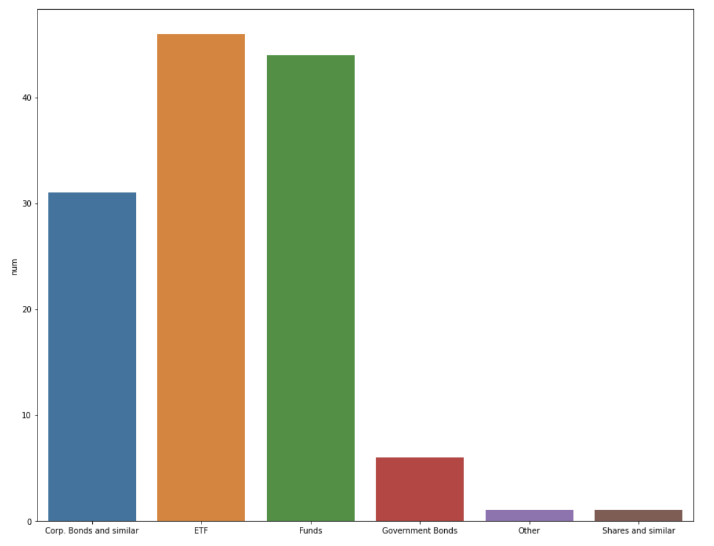 40
30
20
10
0
num
Corp. Bonds and similar
ETF
Funds
Government Bonds
Other
Shares and similar